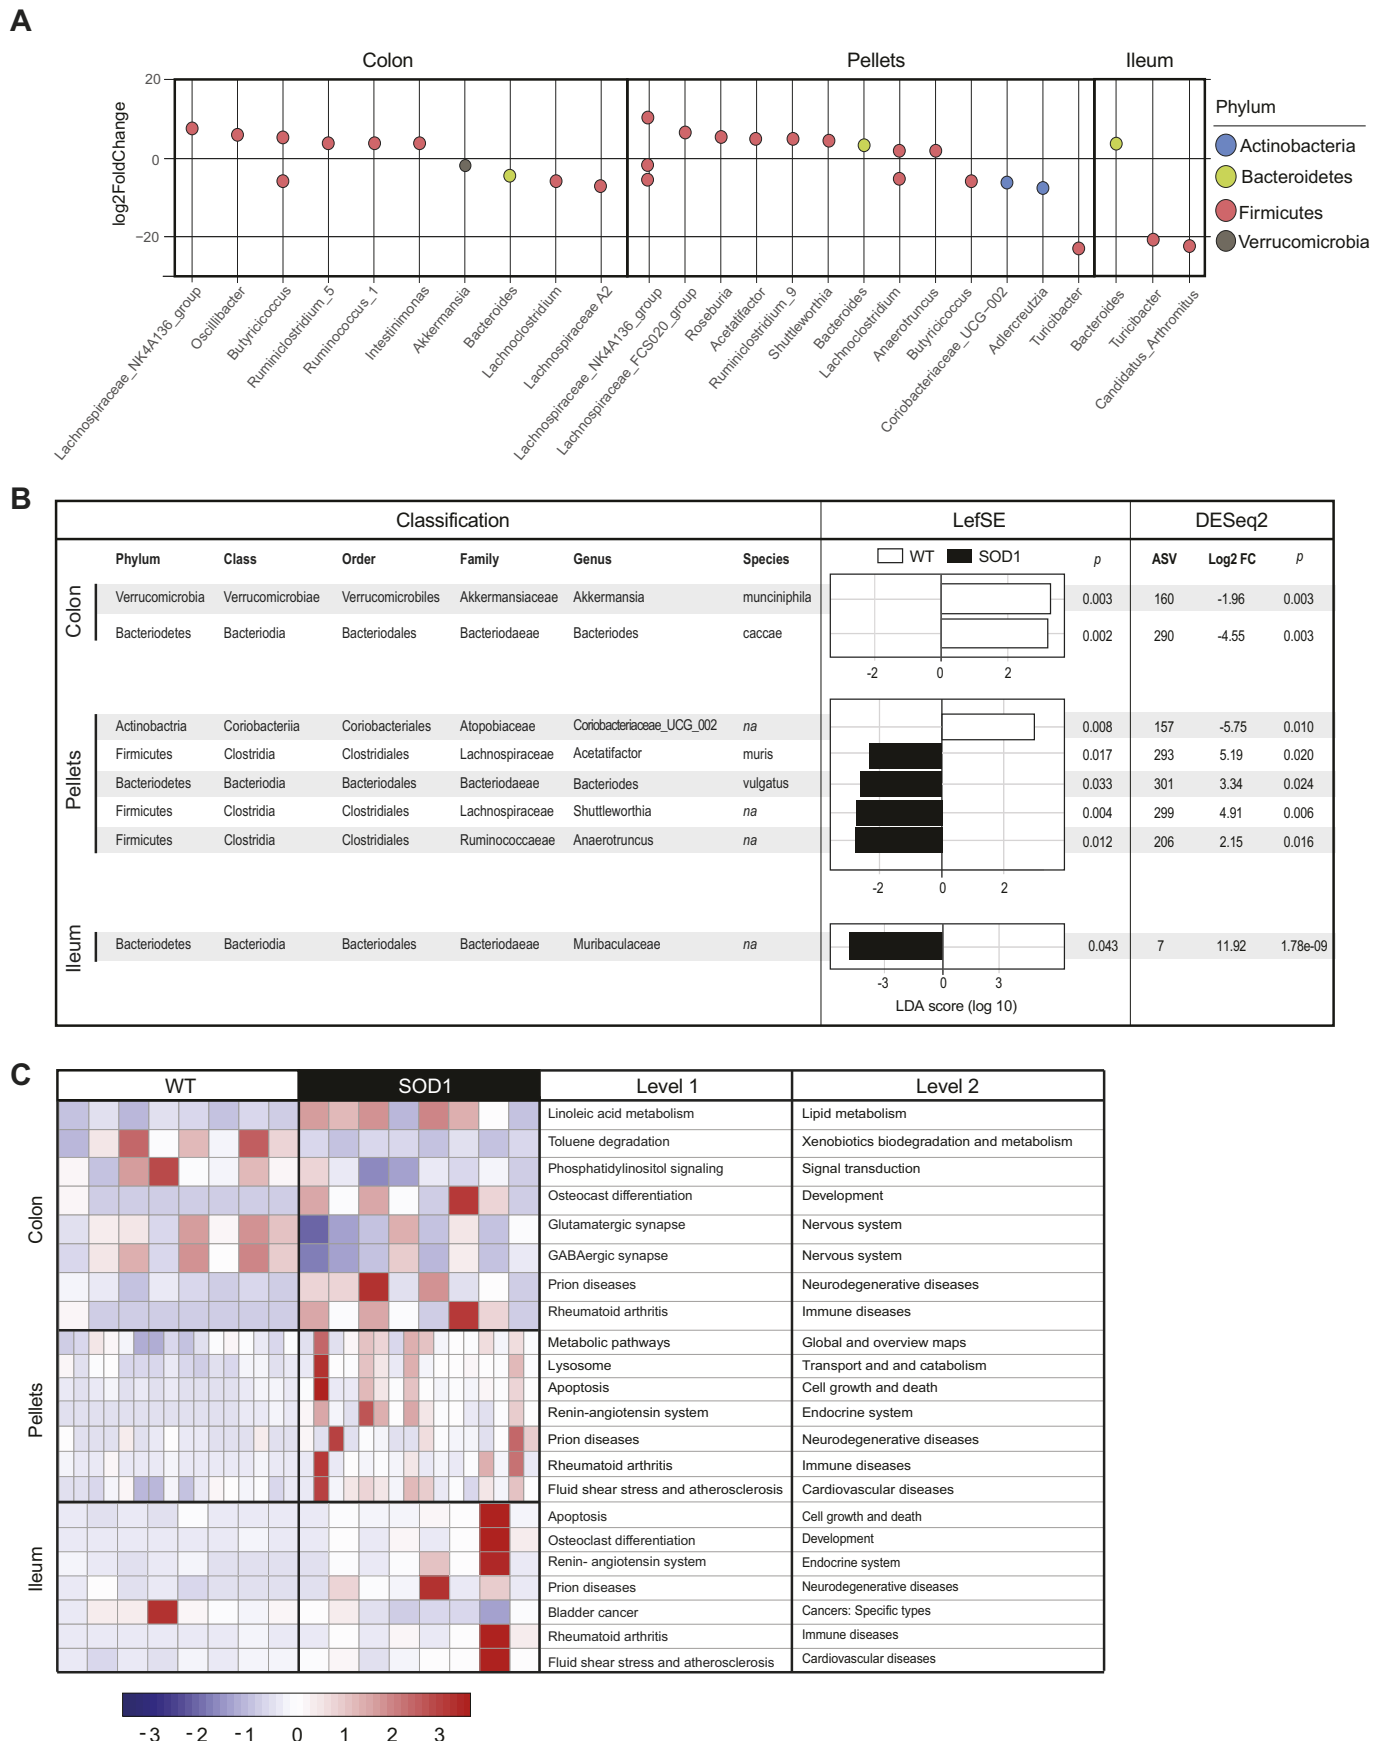 A
Colon Pellets Ileum
log2FoldChange
20
0
−20
Phylum
Actinobacteria
Bacteroidetes
Firmicutes
Verrucomicrobia
Lachnospiraceae_NK4A136_group
Oscillibacter
Butyricicoccus
Ruminiclostridium_5
Ruminococcus_1
Intestinimonas
Akkermansia
Bacteroides
Lachnoclostridium
Lachnospiraceae A2
Lachnospiraceae_NK4A136_group
Lachnospiraceae_FCS020_group
Roseburia
Acetatifactor
Ruminiclostridium_9
Shuttleworthia
Bacteroides
Lachnoclostridium
Anaerotruncus
Butyricicoccus
Coriobacteriaceae_UCG−002
Adlercreutzia
Turicibacter
Bacteroides
Turicibacter
Candidatus_Arthromitus
B
Classification LefSE DESeq2
Phylum Class Order Family Genus Species WT SOD1 p ASV Log2 FC p
Colon
Verrucomicrobia Verrucomicrobiae Verrucomicrobiles Akkermansiaceae Akkermansia munciniphila 0.003 160 -1.96 0.003
Bacteriodetes Bacteriodia Bacteriodales Bacteriodaeae Bacteriodes caccae 0.002 290 -4.55 0.003
-2 0 2
Pellets
Actinobactria Coriobacteriia Coriobacteriales Atopobiaceae Coriobacteriaceae_UCG_002 na 0.008 157 -5.75 0.010
Firmicutes Clostridia Clostridiales Lachnospiraceae Acetatifactor muris 0.017 293 5.19 0.020
Bacteriodetes Bacteriodia Bacteriodales Bacteriodaeae Bacteriodes vulgatus 0.033 301 3.34 0.024
Firmicutes Clostridia Clostridiales Lachnospiraceae Shuttleworthia na 0.004 299 4.91 0.006
Firmicutes Clostridia Clostridiales Ruminococcaeae Anaerotruncus na 0.012 206 2.15 0.016
-2 0 2
Ileum
Bacteriodetes Bacteriodia Bacteriodales Bacteriodaeae Muribaculaceae na 0.043 7 11.92 1.78e-09
-3 0 3
LDA score (log 10)
C
WT SOD1 Level 1 Level 2
Colon
Linoleic acid metabolism Lipid metabolism
Toluene degradation Xenobiotics biodegradation and metabolism
Phosphatidylinositol signaling Signal transduction
Osteocast differentiation Development
Glutamatergic synapse Nervous system
GABAergic synapse Nervous system
Prion diseases Neurodegenerative diseases
Rheumatoid arthritis Immune diseases
Pellets
Metabolic pathways Global and overview maps
Lysosome Transport and and catabolism
Apoptosis Cell growth and death
Renin-angiotensin system Endocrine system
Prion diseases Neurodegenerative diseases
Rheumatoid arthritis Immune diseases
Fluid shear stress and atherosclerosis Cardiovascular diseases
Ileum
Apoptosis Cell growth and death
Osteoclast differentiation Development
Renin- angiotensin system Endocrine system
Prion diseases Neurodegenerative diseases
Bladder cancer Cancers: Specific types
Rheumatoid arthritis Immune diseases
Fluid shear stress and atherosclerosis Cardiovascular diseases
-3 -2 -1 0 1 2 3